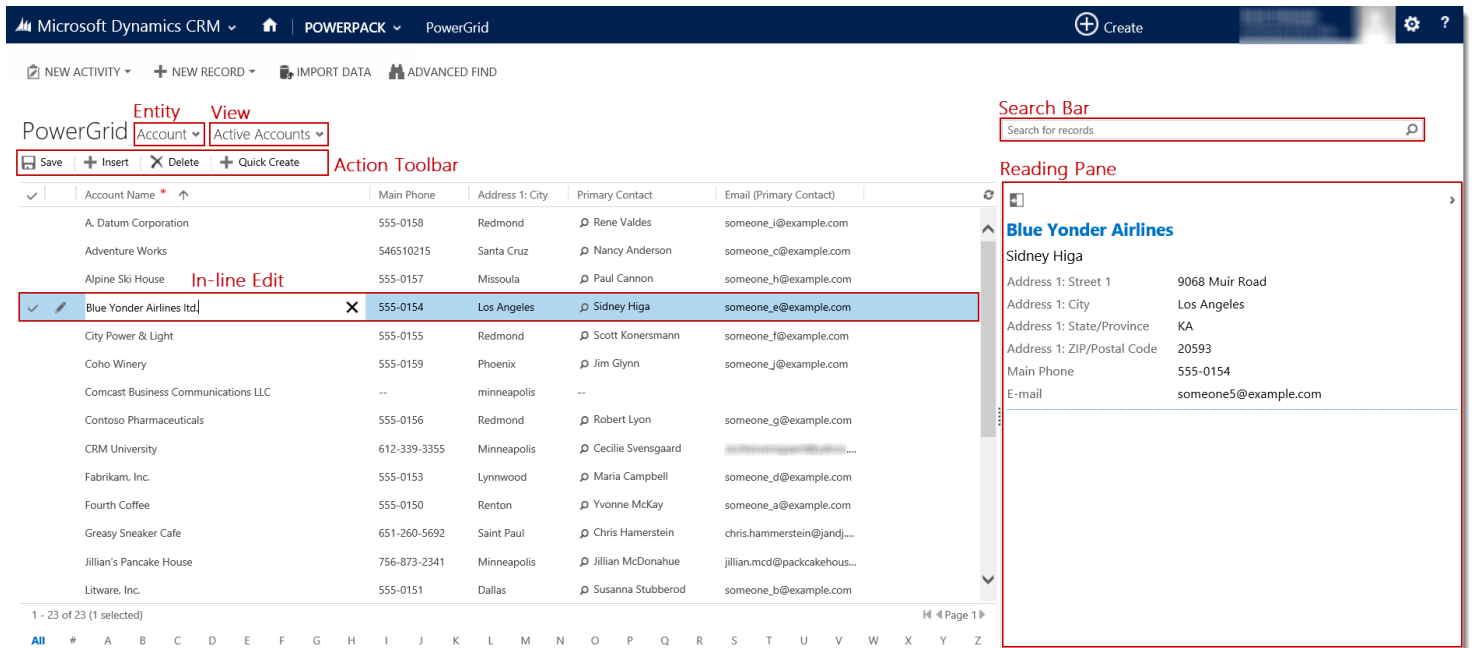 Microsoft Dynamics CRM POWERPACK PowerGrid Create ?
NEW ACTIVITY NEW RECORD IMPORT DATA ADVANCED FIND
Entity View Search Bar
PowerGrid Account Active Accounts Search for records
Save Insert Delete Quick Create Action Toolbar
Reading Pane
Account Name * Main Phone Address 1: City Primary Contact Email (Primary Contact)
A. Datum Corporation 555-0158 Redmond Rene Valdes someone_i@example.com
Adventure Works 546510215 Santa Cruz Nancy Anderson someone_c@example.com
Alpine Ski House In-line Edit 555-0157 Missoula Paul Cannon someone_h@example.com
Blue Yonder Airlines ltd. 555-0154 Los Angeles Sidney Higa someone_e@example.com
City Power & Light 555-0155 Redmond Scott Konersmann someone_f@example.com
Coho Winery 555-0159 Phoenix Jim Glynn someone_j@example.com
Comcast Business Communications LLC -- minneapolis --
Contoso Pharmaceuticals 555-0156 Redmond Robert Lyon someone_g@example.com
CRM University 612-339-3355 Minneapolis Cecilie Svensgaard ....
Fabrikam, Inc. 555-0153 Lynnwood Maria Campbell someone_d@example.com
Fourth Coffee 555-0150 Renton Yvonne McKay someone_a@example.com
Greasy Sneaker Cafe 651-260-5692 Saint Paul Chris Hamerstein chris.hammerstein@jandj....
Jillian's Pancake House 756-873-2341 Minneapolis Jillian McDonahue jillian.mcd@packcakehous...
Litware, Inc. 555-0151 Dallas Susanna Stubberod someone_b@example.com
1 - 23 of 23 (1 selected) Page 1
All # A B C D E F G H I J K L M N O P Q R S T U V W X Y Z
Blue Yonder Airlines
Sidney Higa
Address 1: Street 1 9068 Muir Road
Address 1: City Los Angeles
Address 1: State/Province KA
Address 1: ZIP/Postal Code 20593
Main Phone 555-0154
E-mail someone5@example.com